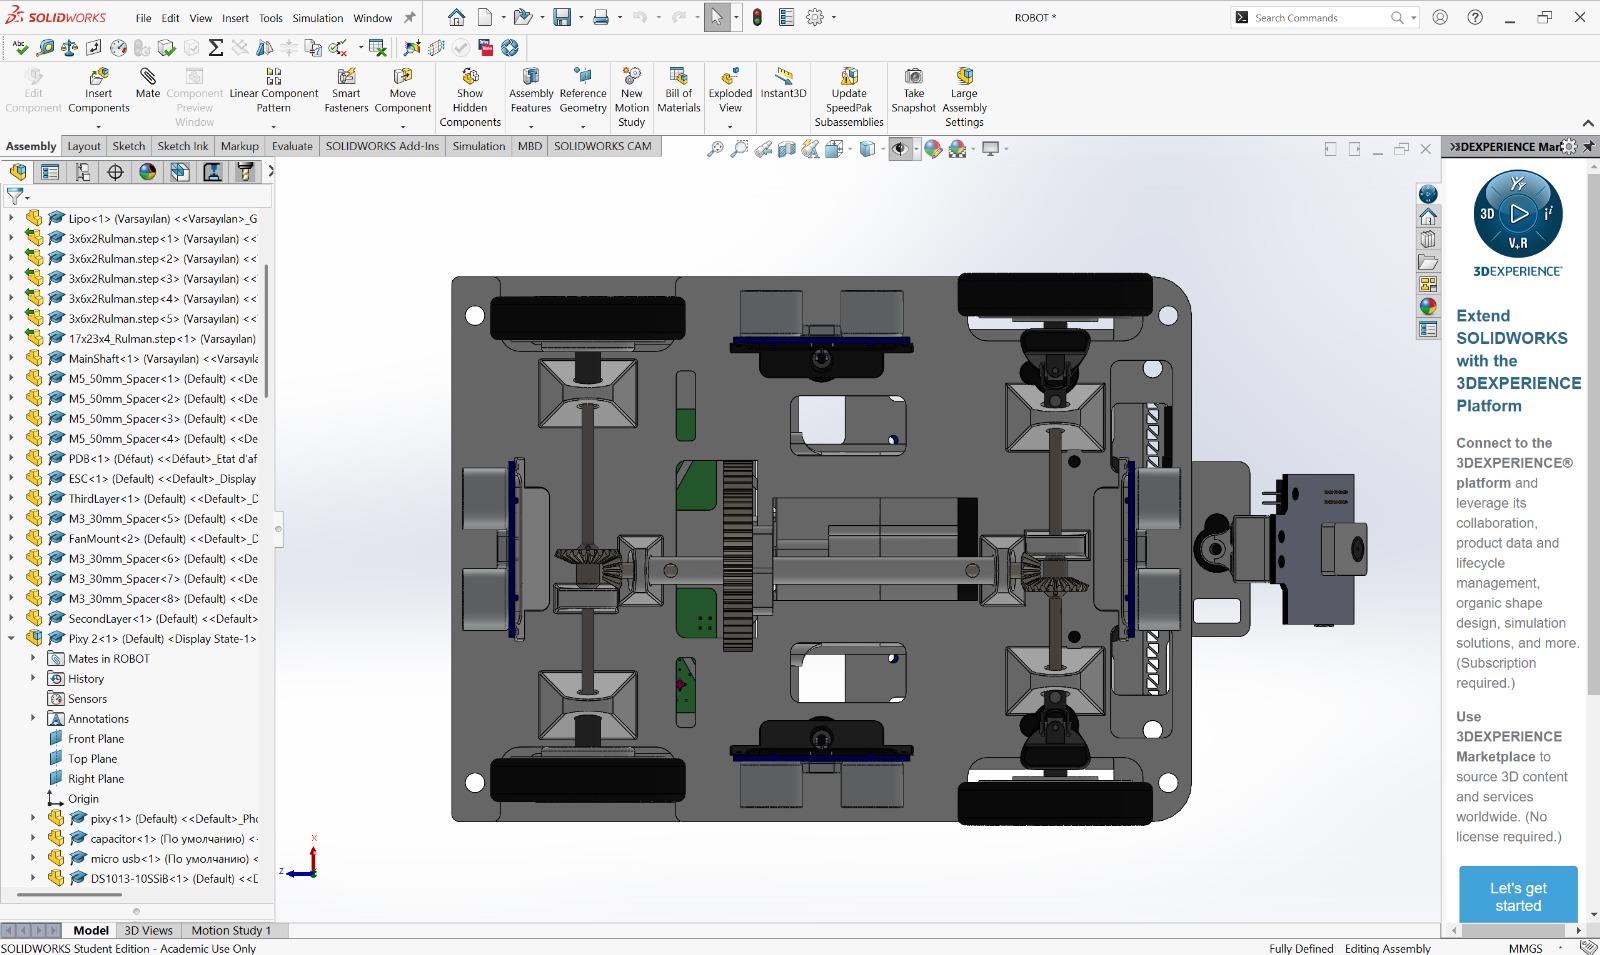 SOLIDWORKS File Edit View Insert Tools Simulation Window
ROBOT *
Search Commands
Edit Component
Insert Components
Mate
Component Preview Window
Linear Component Pattern
Smart Fasteners
Move Component
Show Hidden Components
Assembly Features
Reference Geometry
New Motion Study
Bill of Materials
Exploded View
Instant3D
Update SpeedPak Subassemblies
Take Snapshot
Large Assembly Settings
Assembly Layout Sketch Sketch Ink Markup Evaluate SOLIDWORKS Add-Ins Simulation MBD SOLIDWORKS CAM
Lipo<1> (Varsayılan) <<Varsayılan>_G
3x6x2Rulman.step<1> (Varsayılan) <<
3x6x2Rulman.step<2> (Varsayılan) <<
3x6x2Rulman.step<3> (Varsayılan) <<
3x6x2Rulman.step<4> (Varsayılan) <<
3x6x2Rulman.step<5> (Varsayılan) <<
17x23x4_Rulman.step<1> (Varsayılan)
MainShaft<1> (Varsayılan) <<Varsayıla
M5_50mm_Spacer<1> (Default) <<De
M5_50mm_Spacer<2> (Default) <<De
M5_50mm_Spacer<3> (Default) <<De
M5_50mm_Spacer<4> (Default) <<De
PDB<1> (Défaut) <<Défaut>_Etat d'af
ESC<1> (Default) <<Default>_Display
ThirdLayer<1> (Default) <<Default>_D
M3_30mm_Spacer<5> (Default) <<De
FanMount<2> (Default) <<Default>_D
M3_30mm_Spacer<6> (Default) <<De
M3_30mm_Spacer<7> (Default) <<De
M3_30mm_Spacer<8> (Default) <<De
SecondLayer<1> (Default) <<Default>
Pixy 2<1> (Default) <Display State-1>
Mates in ROBOT
History
Sensors
Annotations
Front Plane
Top Plane
Right Plane
Origin
pixy<1> (Default) <<Default>_Pho
capacitor<1> (По умолчанию) <
micro usb<1> (По умолчанию) <
DS1013-10SSiB<1> (Default) <<D
X
Z
3DEXPERIENCE Mar
3D
V+R
3DEXPERIENCE
Extend
SOLIDWORKS
with the
3DEXPERIENCE
Platform
Connect to the
3DEXPERIENCE®
platform and
leverage its
collaboration,
product data and
lifecycle
management,
organic shape
design, simulation
solutions, and more.
(Subscription
required.)
Use
3DEXPERIENCE
Marketplace to
source 3D content
and services
worldwide. (No
license required.)
Let's get
started
Model 3D Views Motion Study 1
SOLIDWORKS Student Edition - Academic Use Only
Fully Defined Editing Assembly MMGS